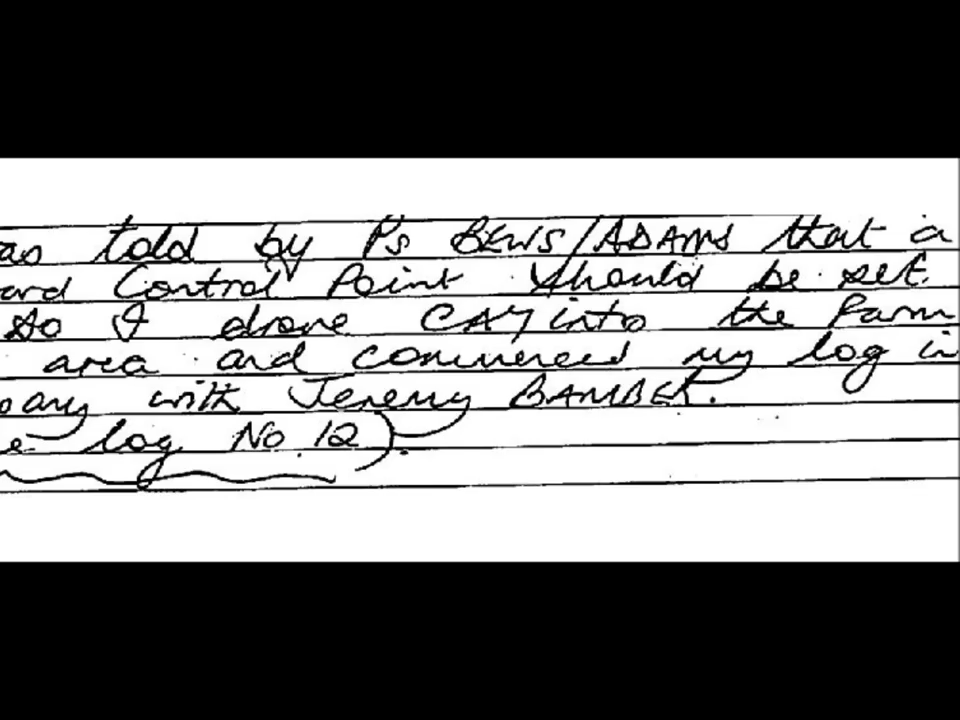 as told by Ps BEWS/ADAMS that a
ard Control Point should be set.
so I drove CA7 into the Farm
area and commenced my log in
pany with Jeremy BAMBER.
e log No. 12).